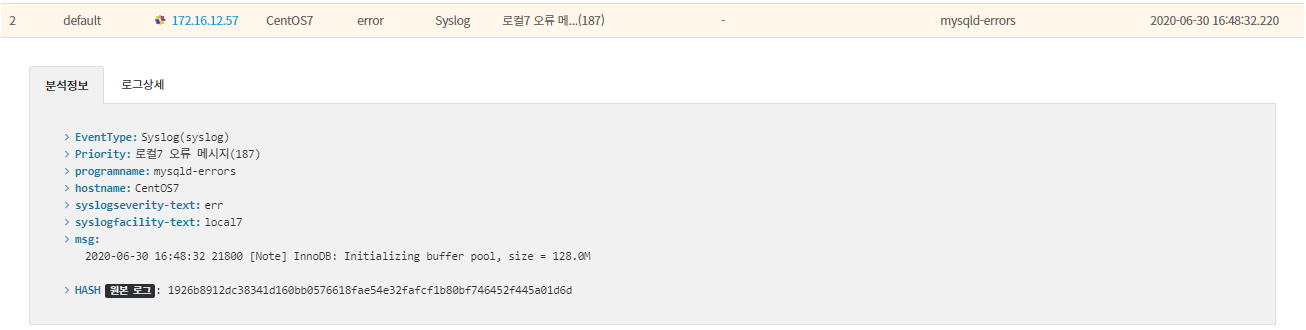 2 default 172.16.12.57 CentOS7 error Syslog 로컬7 오류 메...(187) - mysqld-errors 2020-06-30 16:48:32.220
분석정보 로그상세
> EventType: Syslog(syslog)
> Priority: 로컬7 오류 메시지(187)
> programname: mysqld-errors
> hostname: CentOS7
> syslogseverity-text: err
> syslogfacility-text: local7
> msg:
2020-06-30 16:48:32 21800 [Note] InnoDB: Initializing buffer pool, size = 128.0M
> HASH 원본 로그 : 1926b8912dc38341d160bb0576618fae54e32fafcf1b80bf746452f445a01d6d